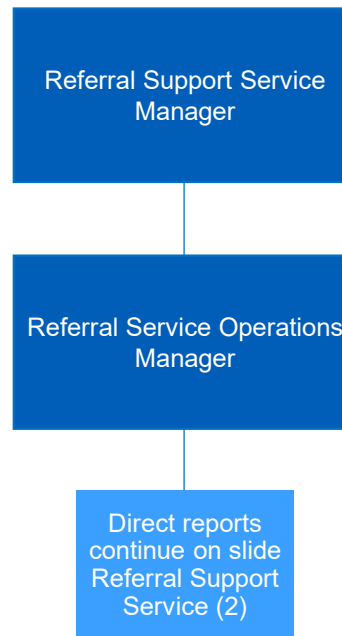 Referral Support Service
Manager
Referral Service Operations
Manager
Direct reports
continue on slide
Referral Support
Service (2)